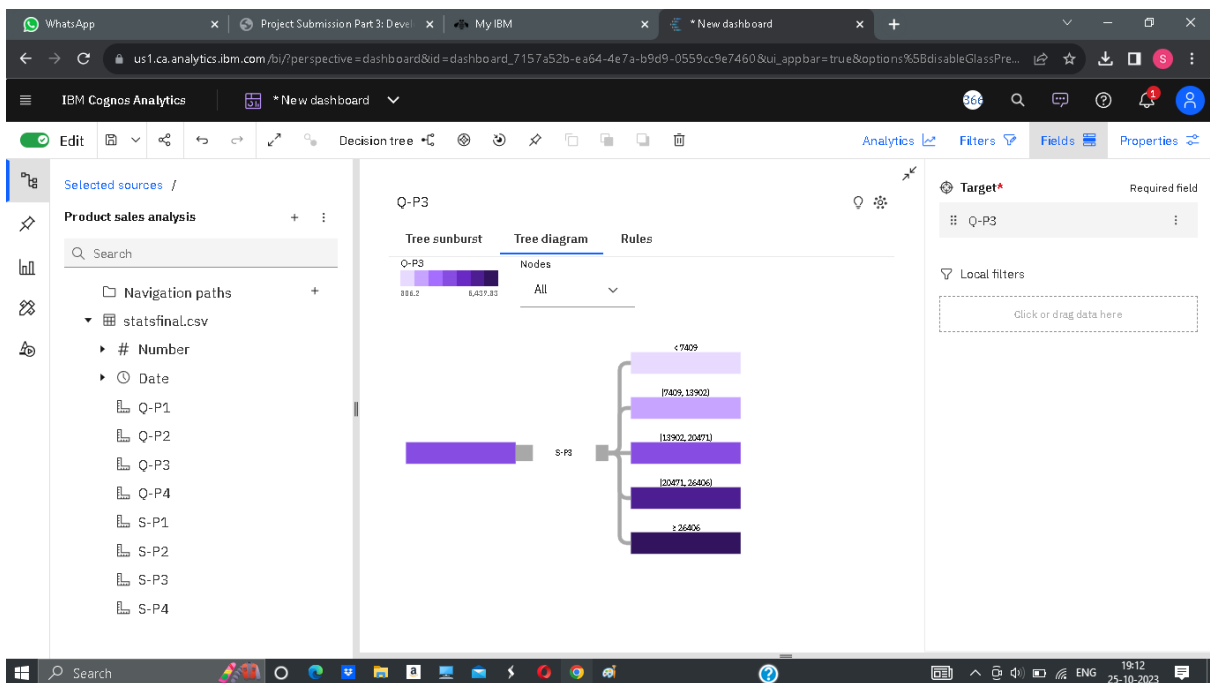 WhatsApp
Project Submission Part 3: Devel
My IBM
* New dashboard
us1.ca.analytics.ibm.com/bi/?perspective=dashboard&id=dashboard_7157a52b-ea64-4e7a-b9d9-0559cc9e7460&ui_appbar=true&options%5BdisableGlassPre...
S
IBM Cognos Analytics
* New dashboard
366
1
Edit
Decision tree
Analytics
Filters
Fields
Properties
Selected sources /
Product sales analysis
Search
Navigation paths
statsfinal.csv
# Number
Date
Q-P1
Q-P2
Q-P3
Q-P4
S-P1
S-P2
S-P3
S-P4
Q-P3
Tree sunburst
Tree diagram
Rules
Q-P3
Nodes
All
806.2
< 7409
[7409, 13902)
[13902, 20471)
S-P3
[20471, 26406)
≥ 26406
Target*
Required field
Q-P3
Local filters
Click or drag data here
Search
ENG
19:12
25-10-2023